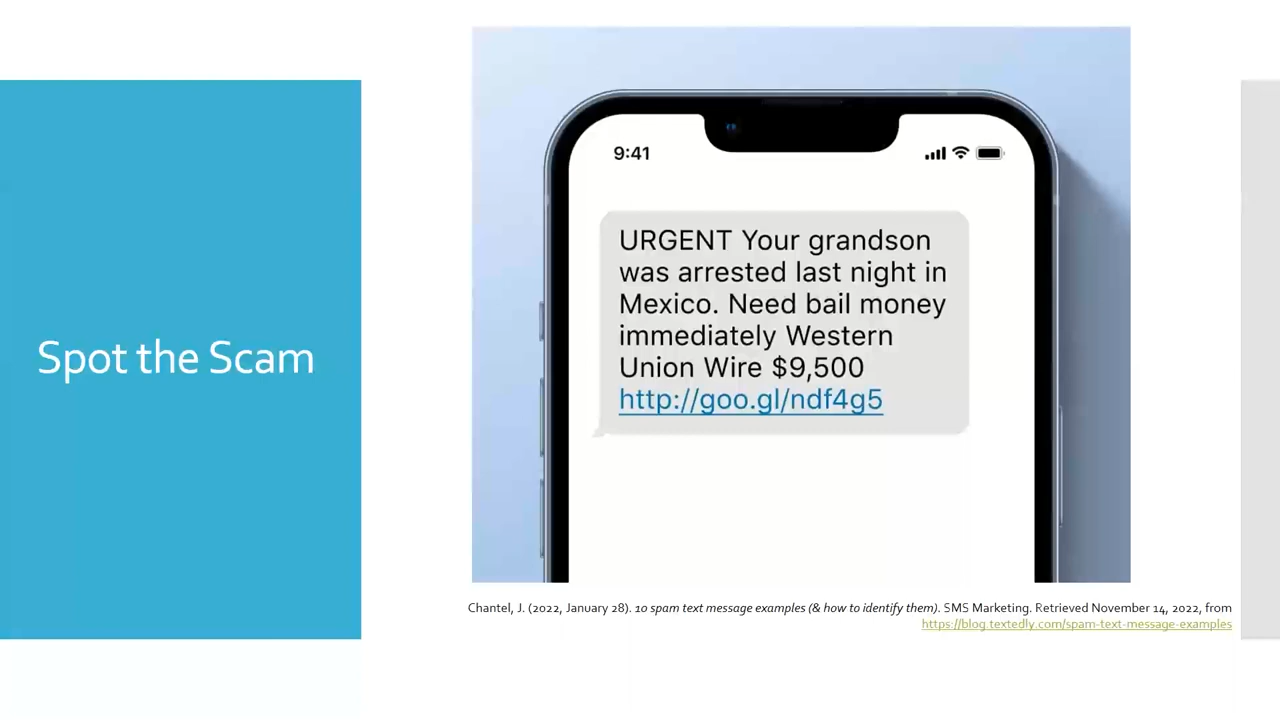 Spot the Scam
9:41
URGENT Your grandson
was arrested last night in
Mexico. Need bail money
immediately Western
Union Wire $9,500
http://goo.gl/ndf4g5
Chantel, J. (2022, January 28). 10 spam text message examples (& how to identify them). SMS Marketing. Retrieved November 14, 2022, from
https://blog.textedly.com/spam-text-message-examples